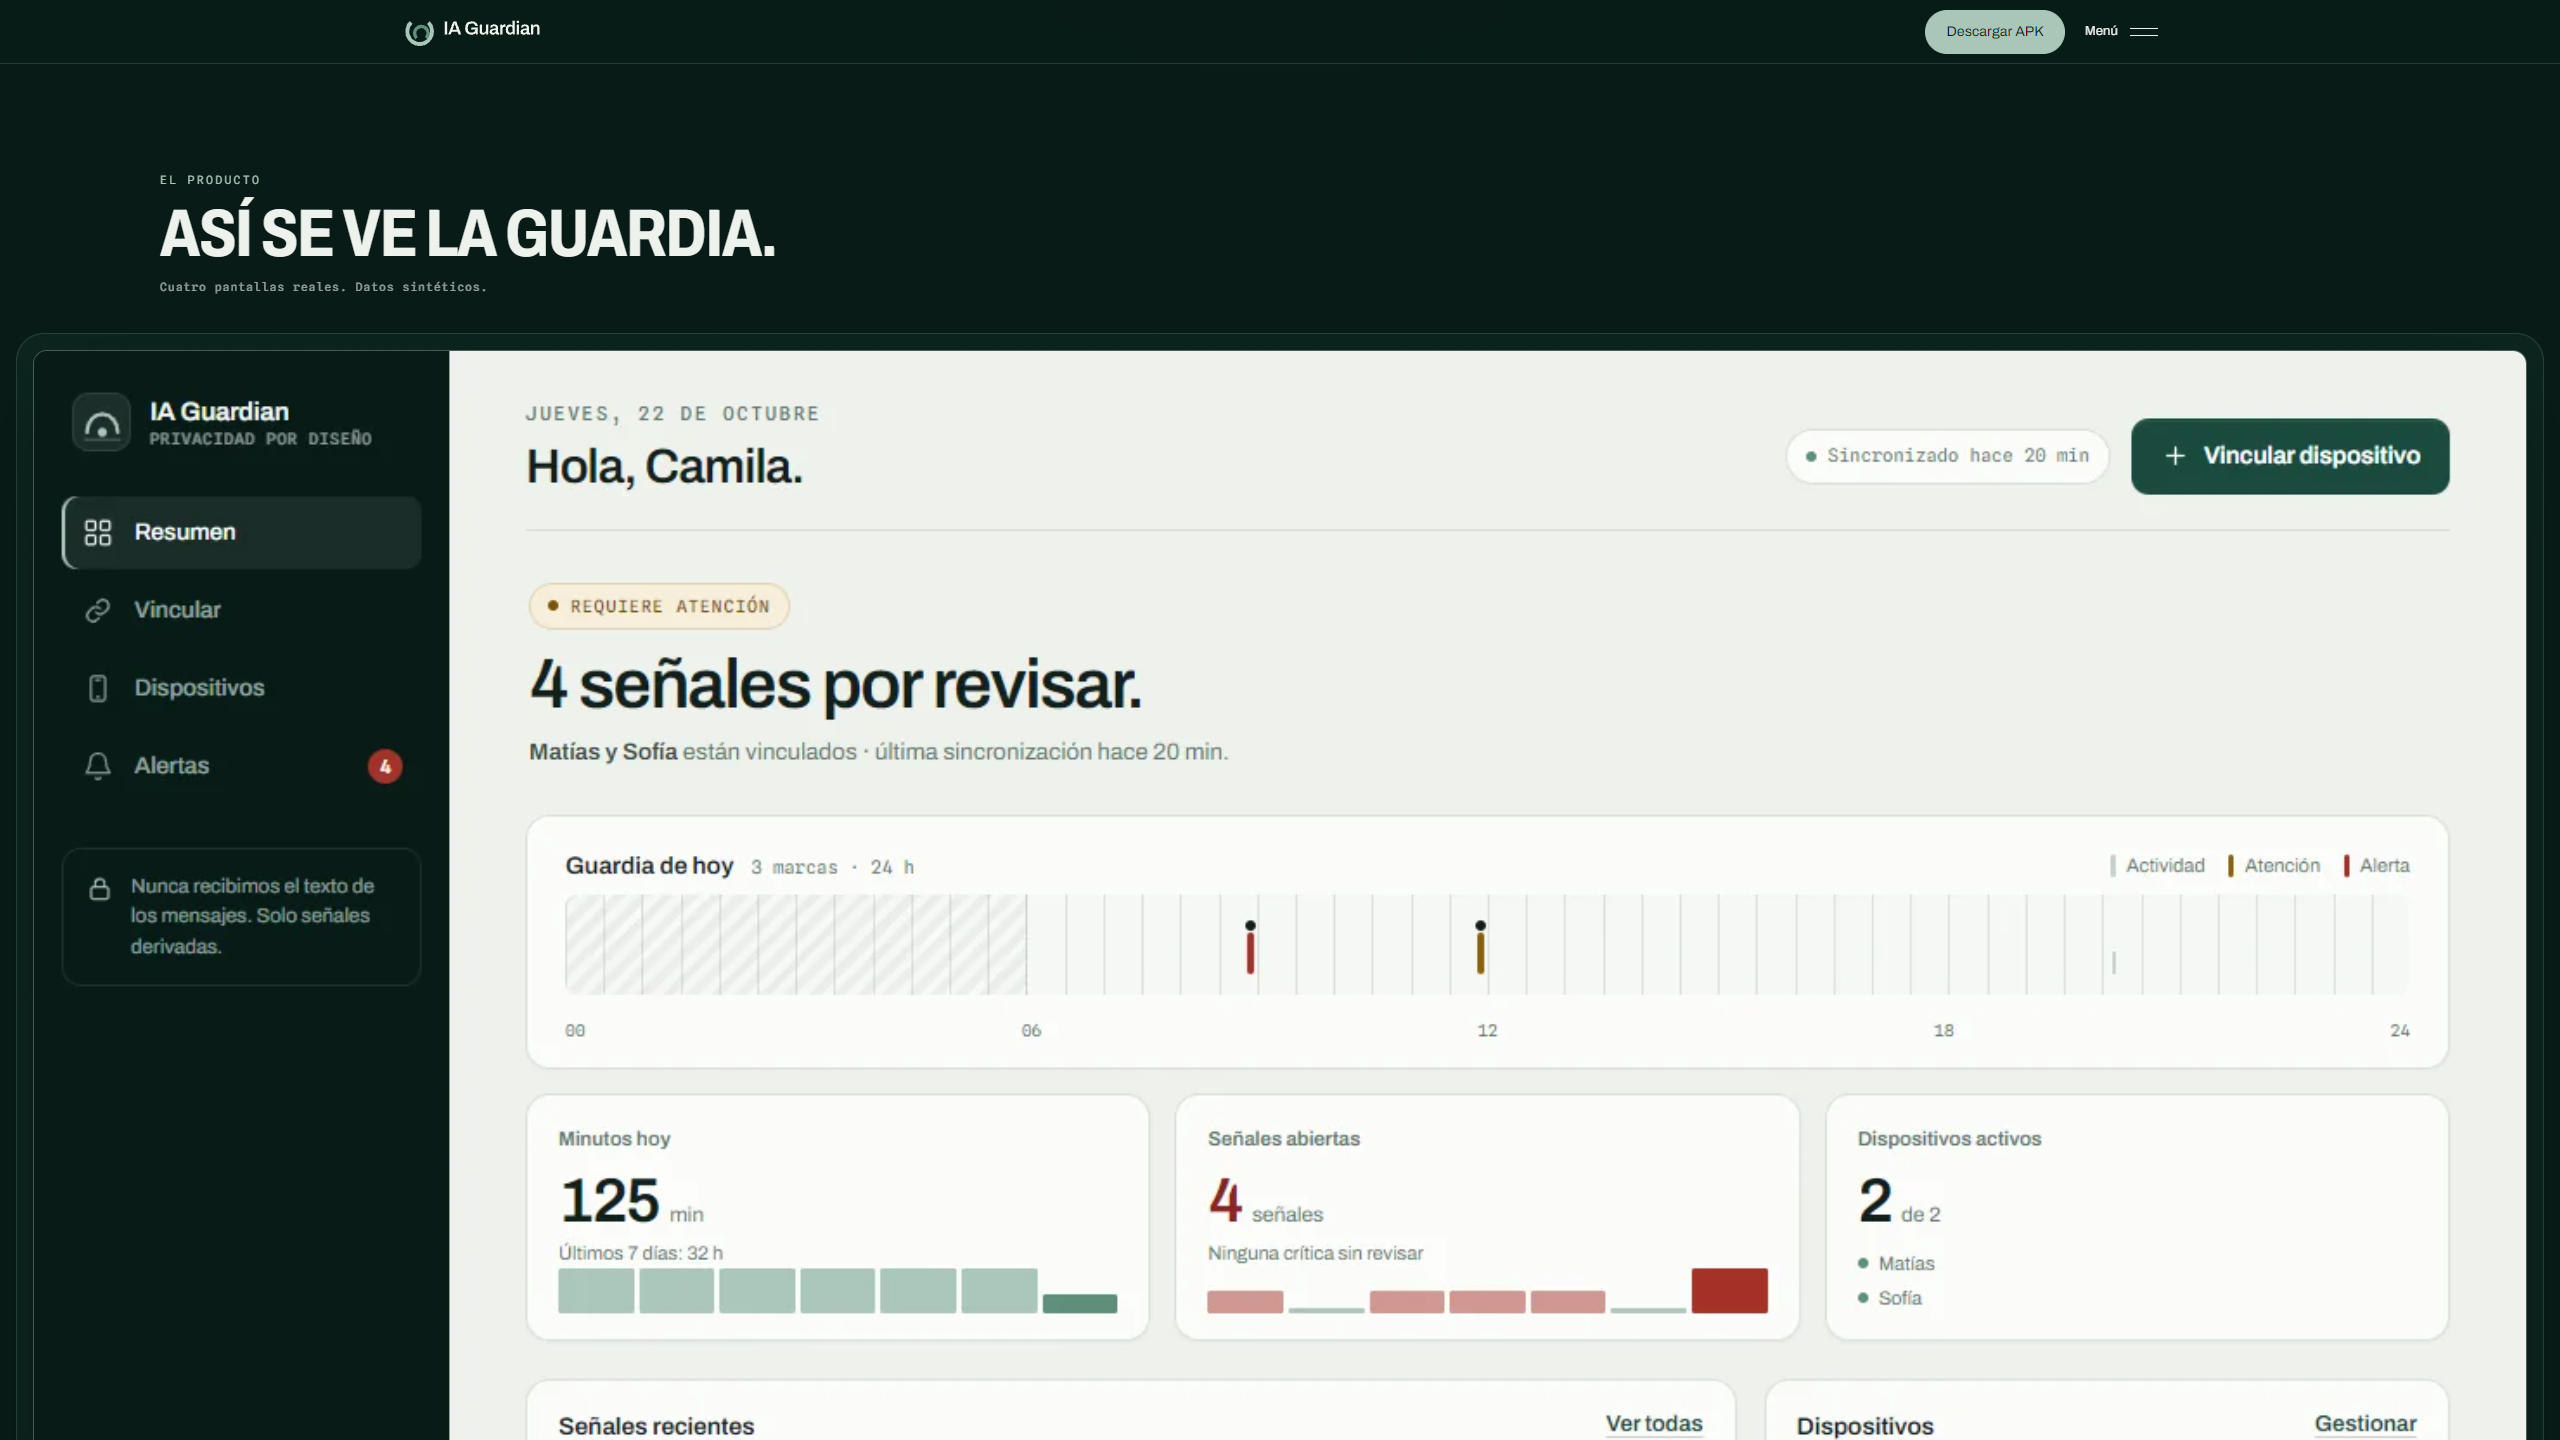 IA Guardian
Descargar APK
Menú
EL PRODUCTO
ASÍ SE VE LA GUARDIA.
Cuatro pantallas reales. Datos sintéticos.
IA Guardian
PRIVACIDAD POR DISEÑO
Resumen
Vincular
Dispositivos
Alertas
4
Nunca recibimos el texto de
los mensajes. Solo señales
derivadas.
JUEVES, 22 DE OCTUBRE
Hola, Camila.
Sincronizado hace 20 min
+ Vincular dispositivo
REQUIERE ATENCIÓN
4 señales por revisar.
Matías y Sofía están vinculados · última sincronización hace 20 min.
Guardia de hoy 3 marcas · 24 h
Actividad
Atención
Alerta
00
06
12
18
24
Minutos hoy
125 min
Últimos 7 días: 32 h
Señales abiertas
4 señales
Ninguna crítica sin revisar
Dispositivos activos
2 de 2
Matías
Sofía
Señales recientes
Ver todas
Dispositivos
Gestionar